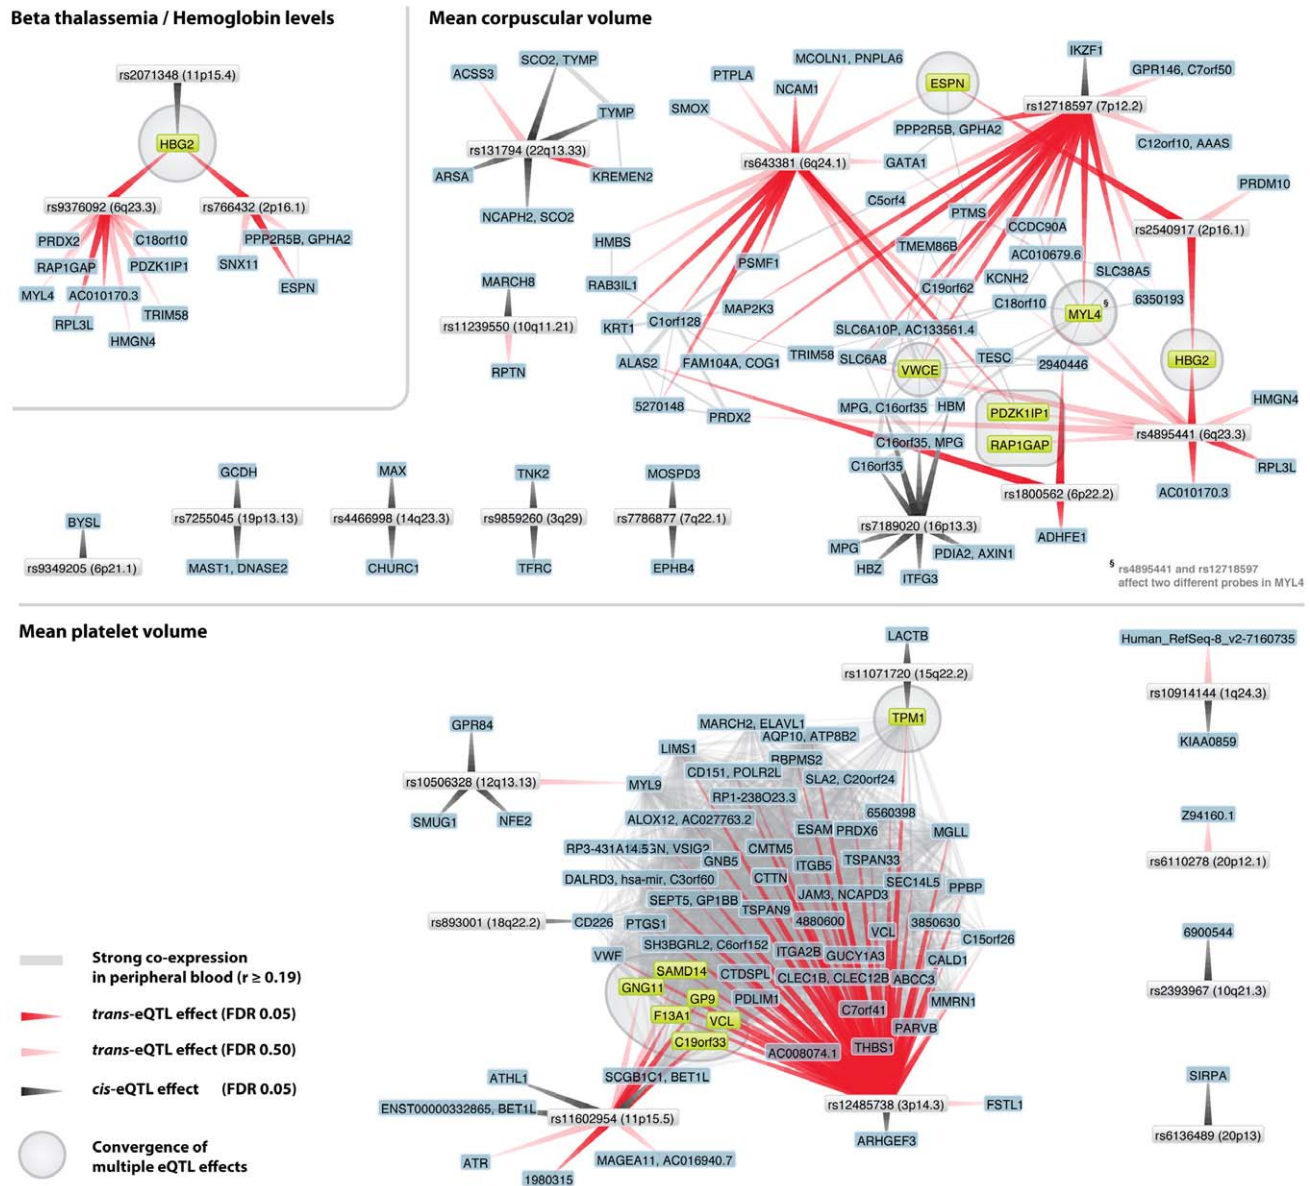 Beta thalassemia / Hemoglobin levels
rs2071348 (11p15.4)
HBG2
rs9376092 (6q23.3)
rs766432 (2p16.1)
PRDX2
C18orf10
PPP2R5B, GPHA2
RAP1GAP
PDZK1IP1
SNX11
MYL4
AC010170.3
ESPN
RPL3L
TRIM58
HMGN4
Mean corpuscular volume
SCO2, TYMP
ACSS3
TYMP
rs131794 (22q13.33)
ARSA
KREMEN2
NCAPH2, SCO2
MARCH8
rs11239550 (10q11.21)
RPTN
MCOLN1, PNPLA6
PTPLA
NCAM1
SMOX
ESPN
IKZF1
GPR146, C7orf50
rs12718597 (7p12.2)
PPP2R5B, GPHA2
C12orf10, AAAS
rs643381 (6q24.1)
GATA1
PRDM10
C5orf4
PTMS
CCDC90A
rs2540917 (2p16.1)
HMBS
TMEM86B
AC010679.6
PSMF1
KCNH2
SLC38A5
RAB3IL1
C19orf62
C18orf10
6350193
MAP2K3
MYL4
§
KRT1
C1orf128
SLC6A10P, AC133561.4
TRIM58
SLC6A8
TESC
2940446
HBG2
ALAS2
FAM104A, COG1
VWCE
5270148
PRDX2
MPG, C16orf35
HBM
PDZK1IP1
HMGN4
C16orf35, MPG
RAP1GAP
rs4895441 (6q23.3)
C16orf35
RPL3L
rs1800562 (6p22.2)
AC010170.3
rs7189020 (16p13.3)
ADHFE1
MPG
PDIA2, AXIN1
HBZ
ITFG3
§ rs4895441 and rs12718597
affect two different probes in MYL4
GCDH
MAX
TNK2
MOSPD3
BYSL
rs7255045 (19p13.13)
rs4466998 (14q23.3)
rs9859260 (3q29)
rs7786877 (7q22.1)
rs9349205 (6p21.1)
MAST1, DNASE2
CHURC1
TFRC
EPHB4
Mean platelet volume
LACTB
rs11071720 (15q22.2)
TPM1
Human_RefSeq-8_v2-7160735
rs10914144 (1q24.3)
KIAA0859
GPR84
rs10506328 (12q13.13)
SMUG1
NFE2
MARCH2, ELAVL1
AQP10, ATP8B2
LIMS1
RBPMS2
CD151, POLR2L
SLA2, C20orf24
MYL9
RP1-238O23.3
6560398
ALOX12, AC027763.2
ESAM
PRDX6
MGLL
Z94160.1
rs6110278 (20p12.1)
RP3-431A14.5
GN, VSIG2
CMTM5
GNB5
ITGB5
TSPAN33
DALRD3, hsa-mir, C3orf60
CTTN
SEC14L5
PPBP
SEPT5, GP1BB
JAM3, NCAPD3
TSPAN9
rs893001 (18q22.2)
CD226
PTGS1
4880600
3850630
VCL
C15orf26
6900544
SH3BGRL2, C6orf152
ITGA2B
GUCY1A3
VWF
CALD1
SAMD14
CTDSPL
CLEC1B, CLEC12B
ABCC3
GNG11
rs2393967 (10q21.3)
GP9
PDLIM1
MMRN1
F13A1
VCL
C7orf41
PARVB
C19orf33
AC008074.1
THBS1
ATHL1
SCGB1C1, BET1L
SIRPA
ENST00000332865, BET1L
rs11602954 (11p15.5)
rs12485738 (3p14.3)
FSTL1
ARHGEF3
rs6136489 (20p13)
ATR
MAGEA11, AC016940.7
1980315
Strong co-expression
in peripheral blood (r ≥ 0.19)
trans-eQTL effect (FDR 0.05)
trans-eQTL effect (FDR 0.50)
cis-eQTL effect (FDR 0.05)
Convergence of
multiple eQTL effects